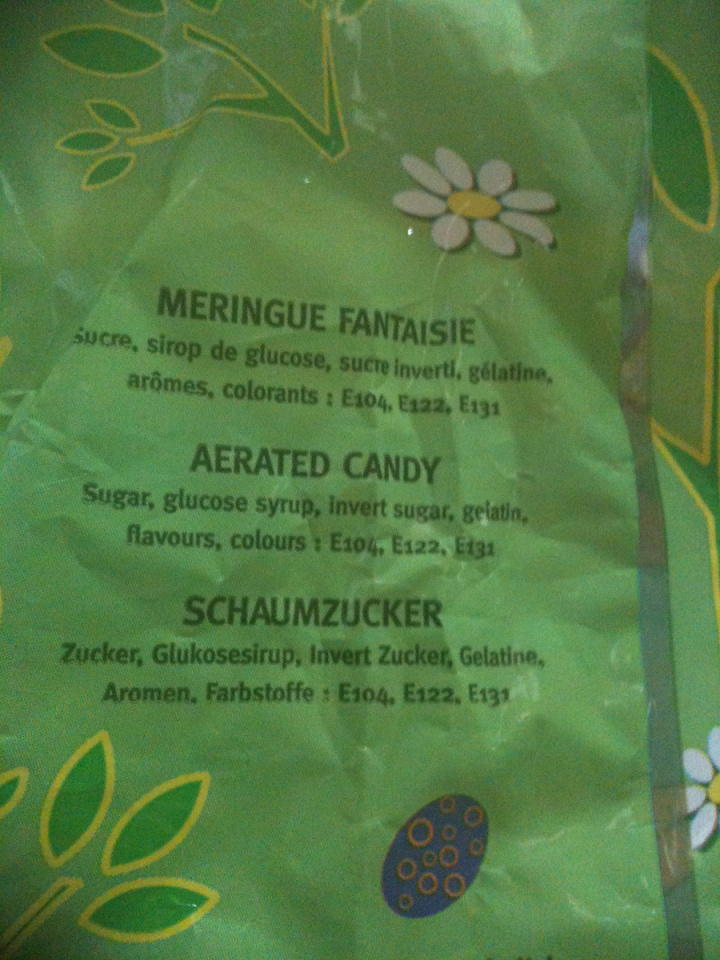 MERINGUE FANTAISIE
Sucre, sirop de glucose, sucre inverti, gélatine,
arômes, colorants : E104, E122, E131
AERATED CANDY
Sugar, glucose syrup, invert sugar, gelatin,
flavours, colours : E104, E122, E131
SCHAUMZUCKER
Zucker, Glukosesirup, Invert Zucker, Gelatine,
Aromen, Farbstoffe : E104, E122, E131